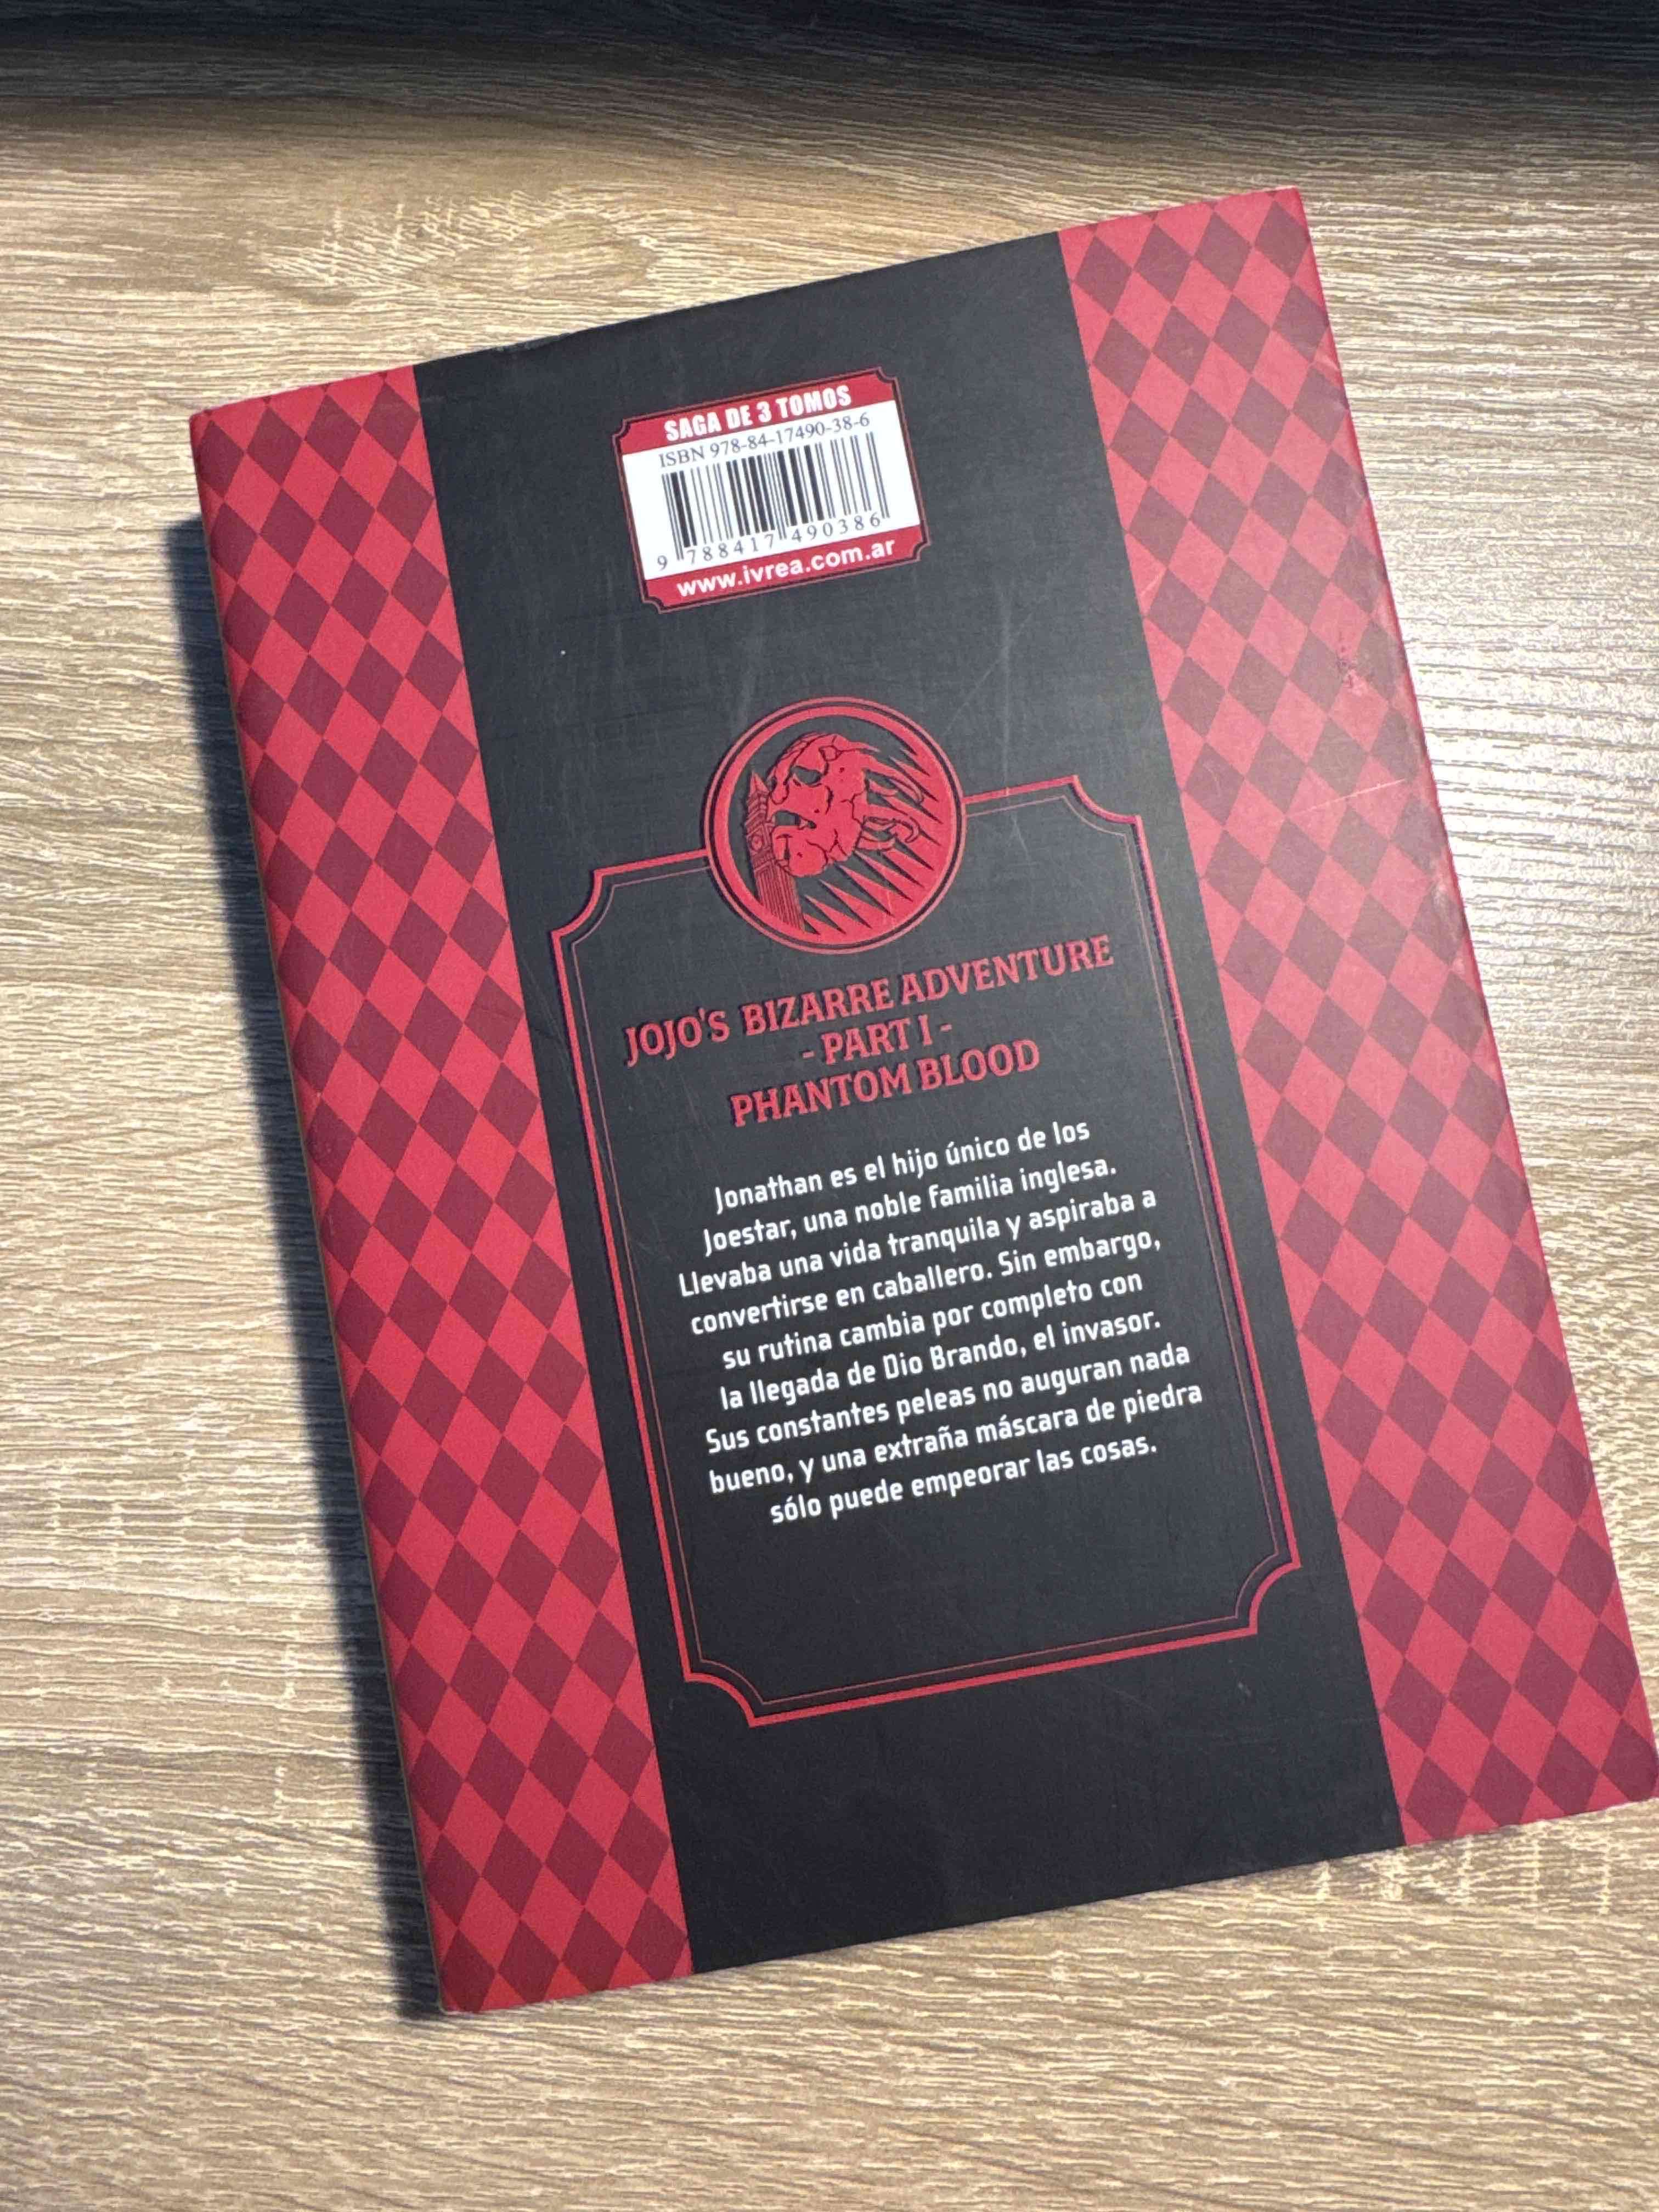 SAGA DE 3 TOMOS
ISBN 978-84-17490-38-6
9 788417 490386
www.ivrea.com.ar
JOJO'S BIZARRE ADVENTURE
- PART I -
PHANTOM BLOOD
Jonathan es el hijo único de los
Joestar, una noble familia inglesa.
Llevaba una vida tranquila y aspiraba a
convertirse en caballero. Sin embargo,
su rutina cambia por completo con
la llegada de Dio Brando, el invasor.
Sus constantes peleas no auguran nada
bueno, y una extraña máscara de piedra
sólo puede empeorar las cosas.